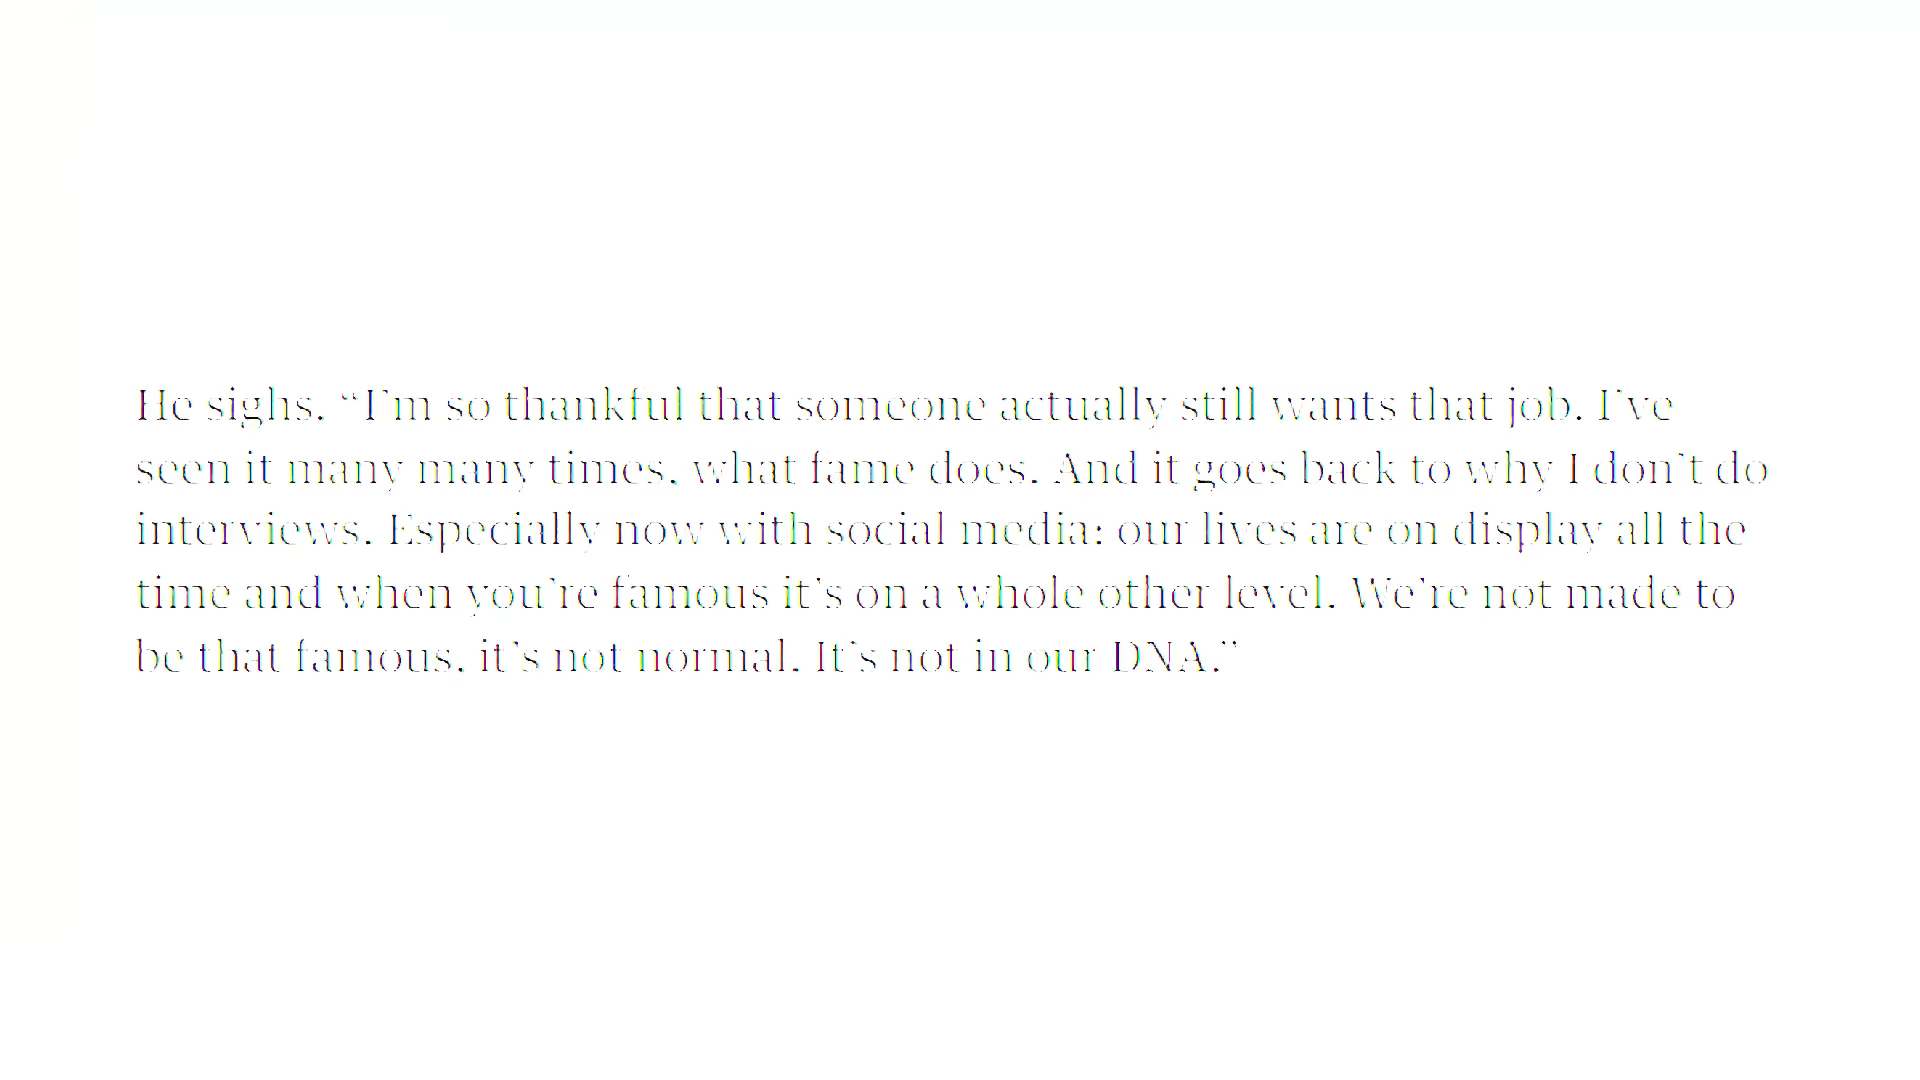 He sighs. “I’m so thankful that someone actually still wants that job. I’ve
seen it many many times, what fame does. And it goes back to why I don’t do
interviews. Especially now with social media: our lives are on display all the
time and when you’re famous it’s on a whole other level. We’re not made to
be that famous, it’s not normal. It’s not in our DNA.”